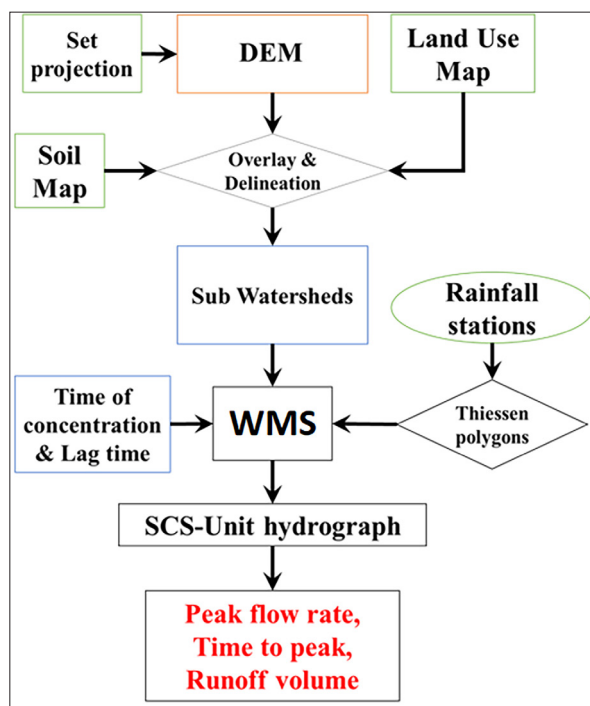 Set
projection
DEM
Land Use
Map
Soil
Map
Overlay &
Delineation
Sub Watersheds
Rainfall
stations
Time of
concentration
& Lag time
WMS
Thiessen
polygons
SCS-Unit hydrograph
Peak flow rate,
Time to peak,
Runoff volume